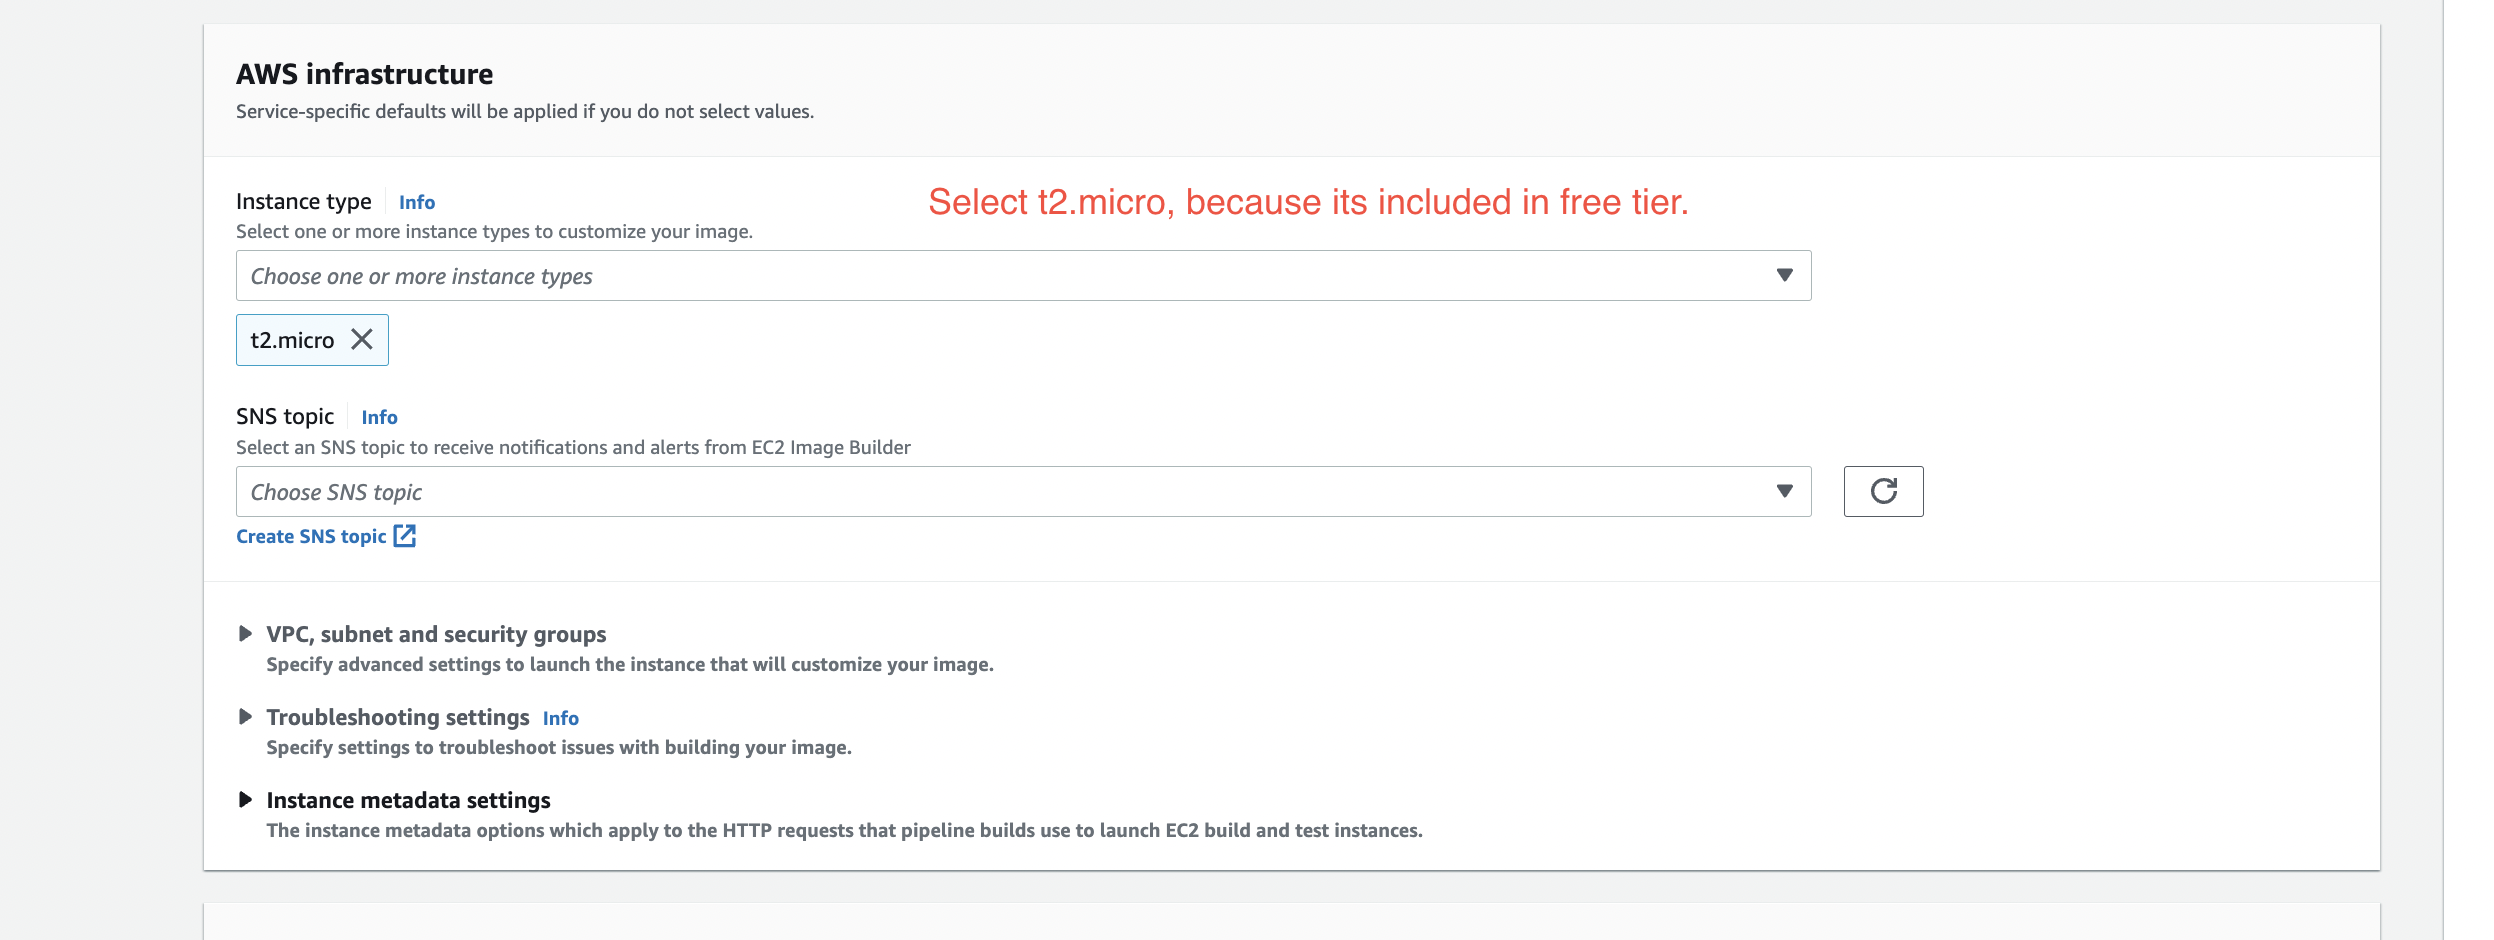 AWS infrastructure
Service-specific defaults will be applied if you do not select values.
Instance type Info
Select t2.micro, because its included in free tier.
Select one or more instance types to customize your image.
Choose one or more instance types
t2.micro
SNS topic Info
Select an SNS topic to receive notifications and alerts from EC2 Image Builder
Choose SNS topic
Create SNS topic
VPC, subnet and security groups
Specify advanced settings to launch the instance that will customize your image.
Troubleshooting settings Info
Specify settings to troubleshoot issues with building your image.
Instance metadata settings
The instance metadata options which apply to the HTTP requests that pipeline builds use to launch EC2 build and test instances.